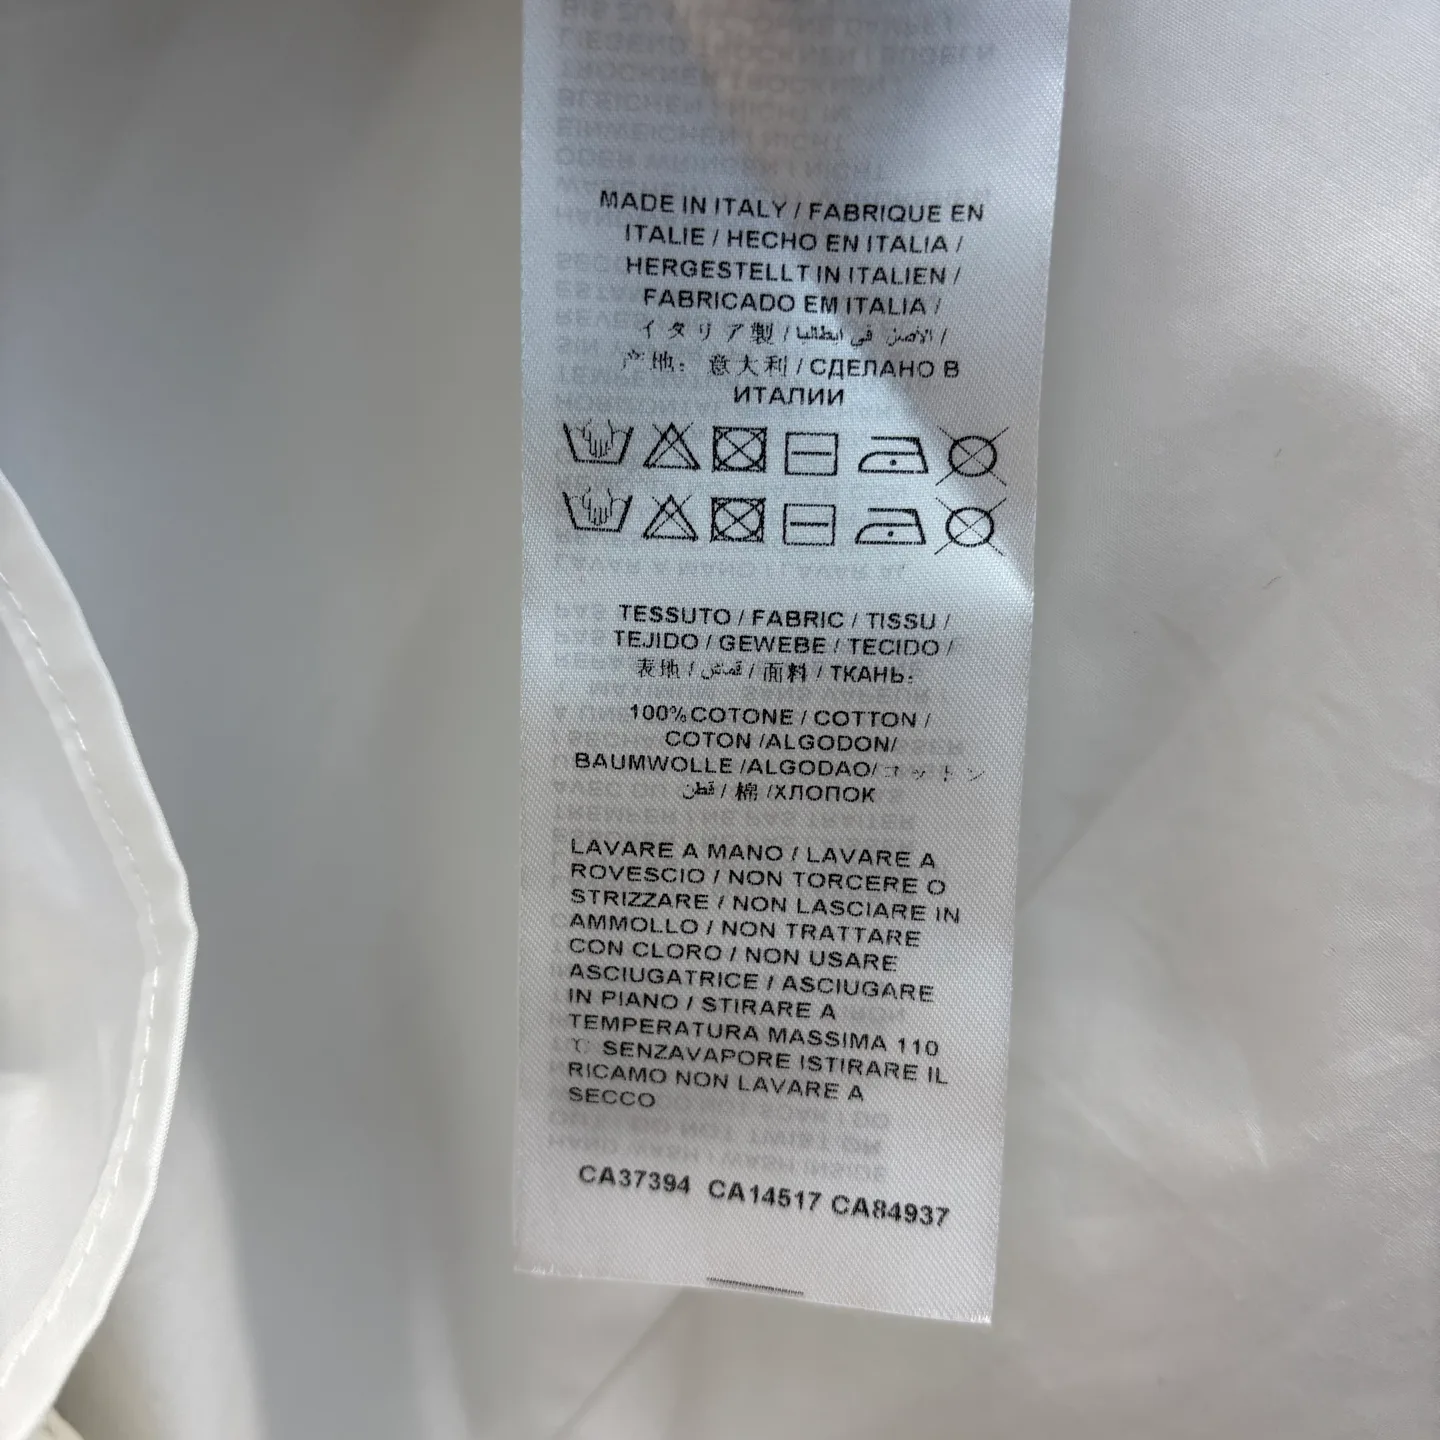 MADE IN ITALY / FABRIQUE EN
ITALIE / HECHO EN ITALIA /
HERGESTELLT IN ITALIEN /
FABRICADO EM ITALIA /
イタリア製 / الأصل في إيطاليا /
产地：意大利 / СДЕЛАНО В
ИТАЛИИ
TESSUTO / FABRIC / TISSU /
TEJIDO / GEWEBE / TECIDO /
表地 / قماش / 面料 / ТКАНЬ:
100% COTONE / COTTON /
COTON /ALGODON/
BAUMWOLLE /ALGODAO/コットン
قطن / 棉 /ХЛОПОК
LAVARE A MANO / LAVARE A
ROVESCIO / NON TORCERE O
STRIZZARE / NON LASCIARE IN
AMMOLLO / NON TRATTARE
CON CLORO / NON USARE
ASCIUGATRICE / ASCIUGARE
IN PIANO / STIRARE A
TEMPERATURA MASSIMA 110
℃ SENZAVAPORE ISTIRARE IL
RICAMO NON LAVARE A
SECCO
CA37394 CA14517 CA84937